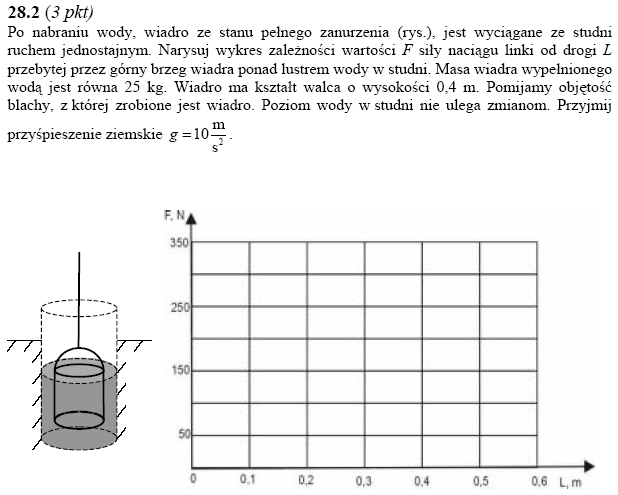 28.2 (3 pkt)
Po nabraniu wody, wiadro ze stanu pełnego zanurzenia (rys.), jest wyciągane ze studni
ruchem jednostajnym. Narysuj wykres zależności wartości F siły naciągu linki od drogi L
przebytej przez górny brzeg wiadra ponad lustrem wody w studni. Masa wiadra wypełnionego
wodą jest równa 25 kg. Wiadro ma kształt walca o wysokości 0,4 m. Pomijamy objętość
blachy, z której zrobione jest wiadro. Poziom wody w studni nie ulega zmianom. Przyjmij
przyśpieszenie ziemskie g = 10 m/s².
F, N
350
250
150
50
0 0,1 0,2 0,3 0,4 0,5 0,6 L, m